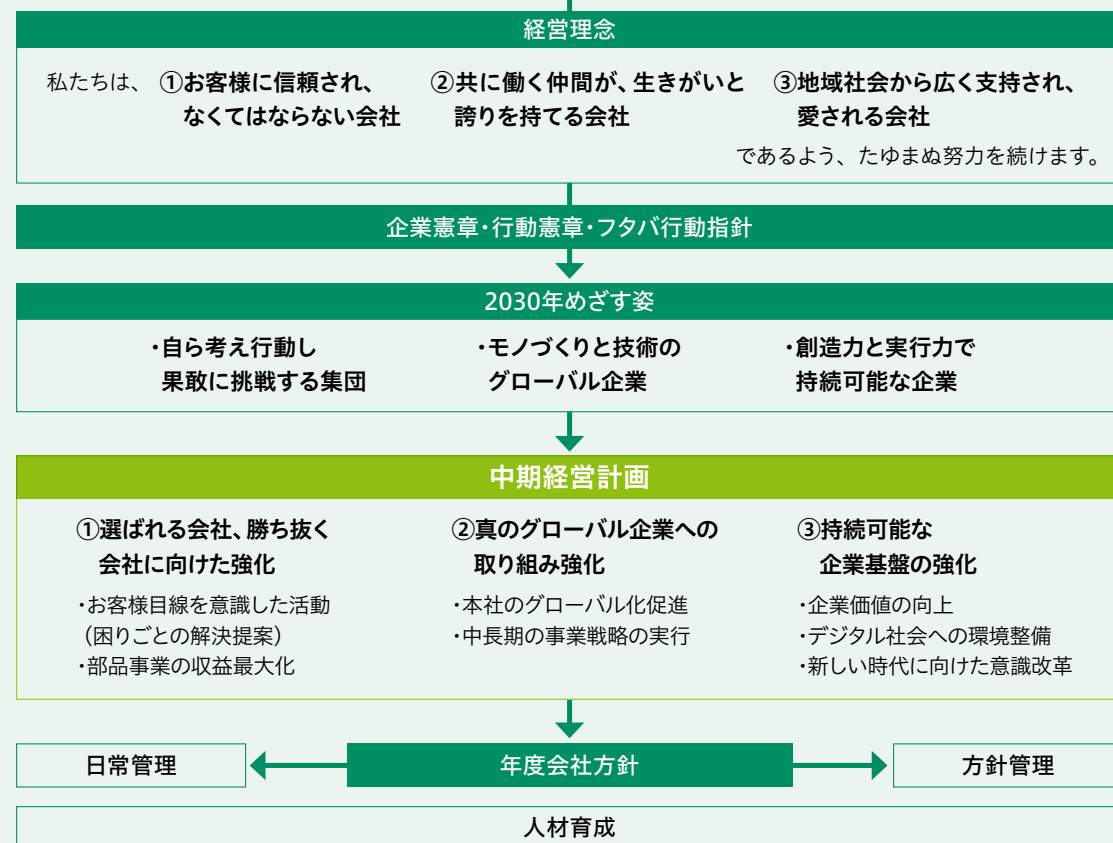 経営理念
私たちは、 ①お客様に信頼され、 ②共に働く仲間が、生きがいと ③地域社会から広く支持され、
なくてはならない会社 誇りを持てる会社 愛される会社
であるよう、たゆまぬ努力を続けます。
企業憲章・行動憲章・フタバ行動指針
2030年めざす姿
・自ら考え行動し
果敢に挑戦する集団
・モノづくりと技術の
グローバル企業
・創造力と実行力で
持続可能な企業
中期経営計画
①選ばれる会社、勝ち抜く
会社に向けた強化
・お客様目線を意識した活動
(困りごとの解決提案)
・部品事業の収益最大化
②真のグローバル企業への
取り組み強化
・本社のグローバル化促進
・中長期の事業戦略の実行
③持続可能な
企業基盤の強化
・企業価値の向上
・デジタル社会への環境整備
・新しい時代に向けた意識改革
日常管理
年度会社方針
方針管理
人材育成